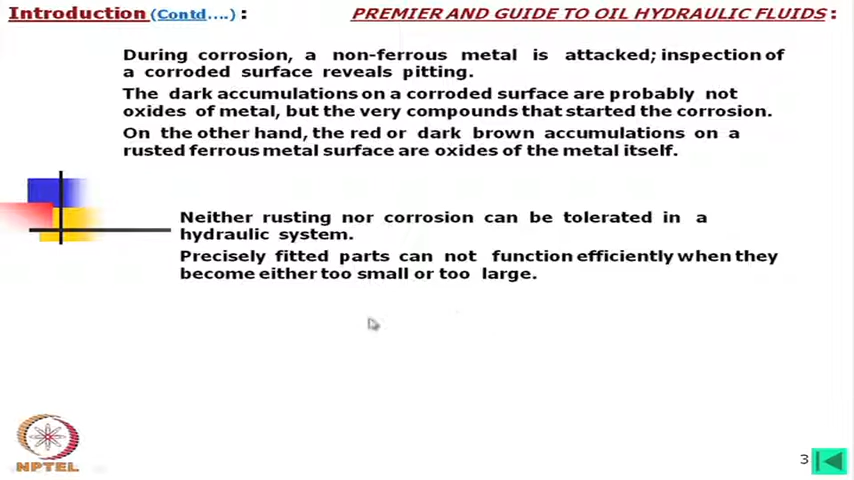 Introduction (Contd....) : PREMIER AND GUIDE TO OIL HYDRAULIC FLUIDS :
During corrosion, a non-ferrous metal is attacked; inspection of
a corroded surface reveals pitting.
The dark accumulations on a corroded surface are probably not
oxides of metal, but the very compounds that started the corrosion.
On the other hand, the red or dark brown accumulations on a
rusted ferrous metal surface are oxides of the metal itself.
Neither rusting nor corrosion can be tolerated in a
hydraulic system.
Precisely fitted parts can not function efficiently when they
become either too small or too large.
NPTEL
3